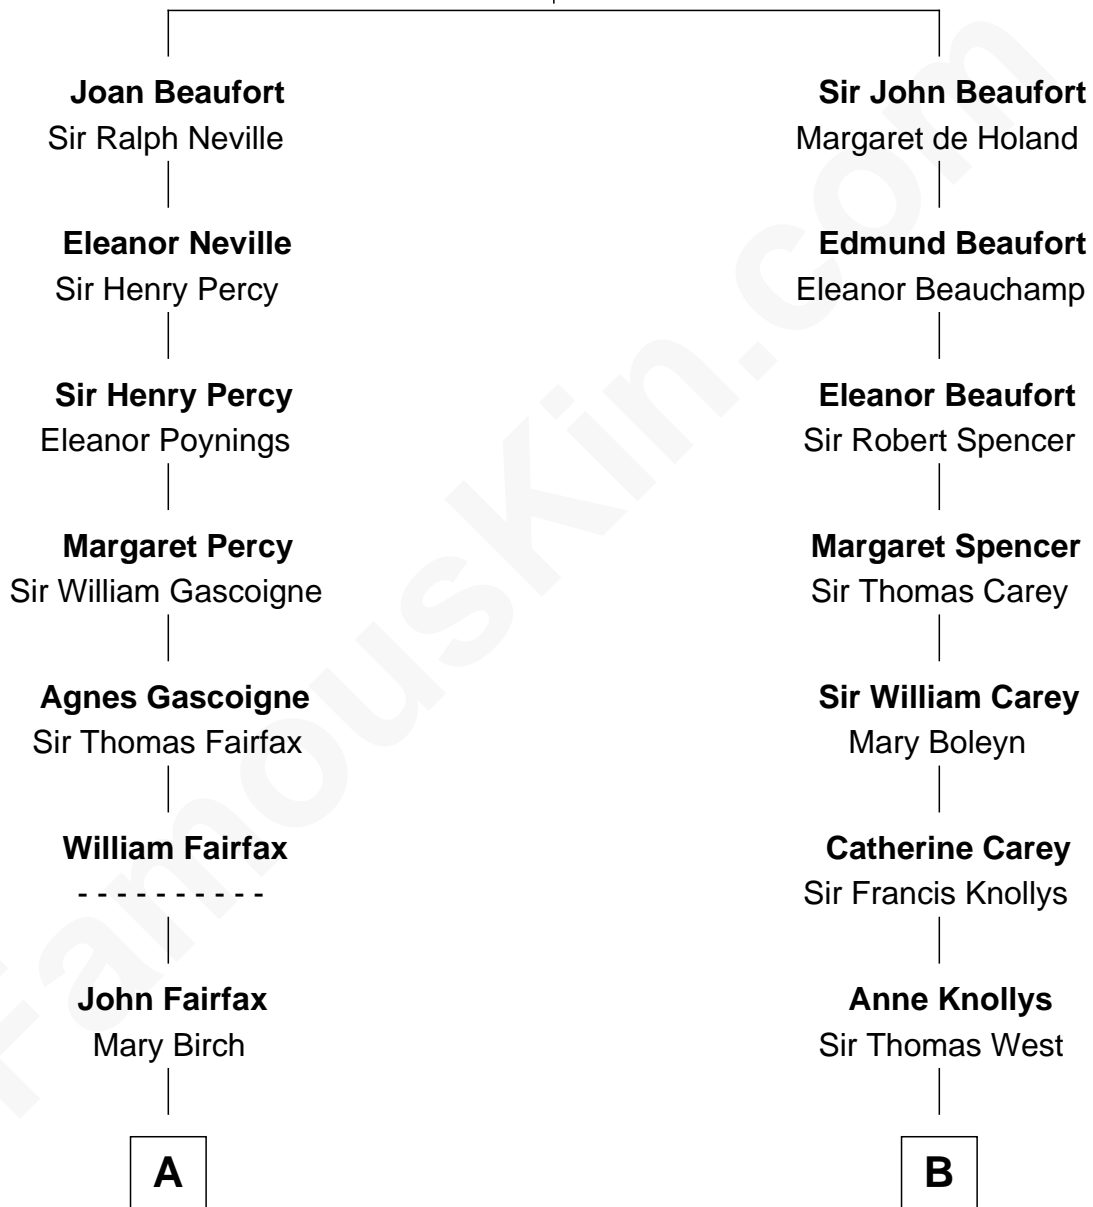 Joan Beaufort
Sir Ralph Neville
Sir John Beaufort
Margaret de Holand
Eleanor Neville
Sir Henry Percy
Edmund Beaufort
Eleanor Beauchamp
Sir Henry Percy
Eleanor Poynings
Eleanor Beaufort
Sir Robert Spencer
Margaret Percy
Sir William Gascoigne
Margaret Spencer
Sir Thomas Carey
Agnes Gascoigne
Sir Thomas Fairfax
Sir William Carey
Mary Boleyn
William Fairfax
- - - - - - - - - -
Catherine Carey
Sir Francis Knollys
John Fairfax
Mary Birch
Anne Knollys
Sir Thomas West
A
B
FamousKin.com